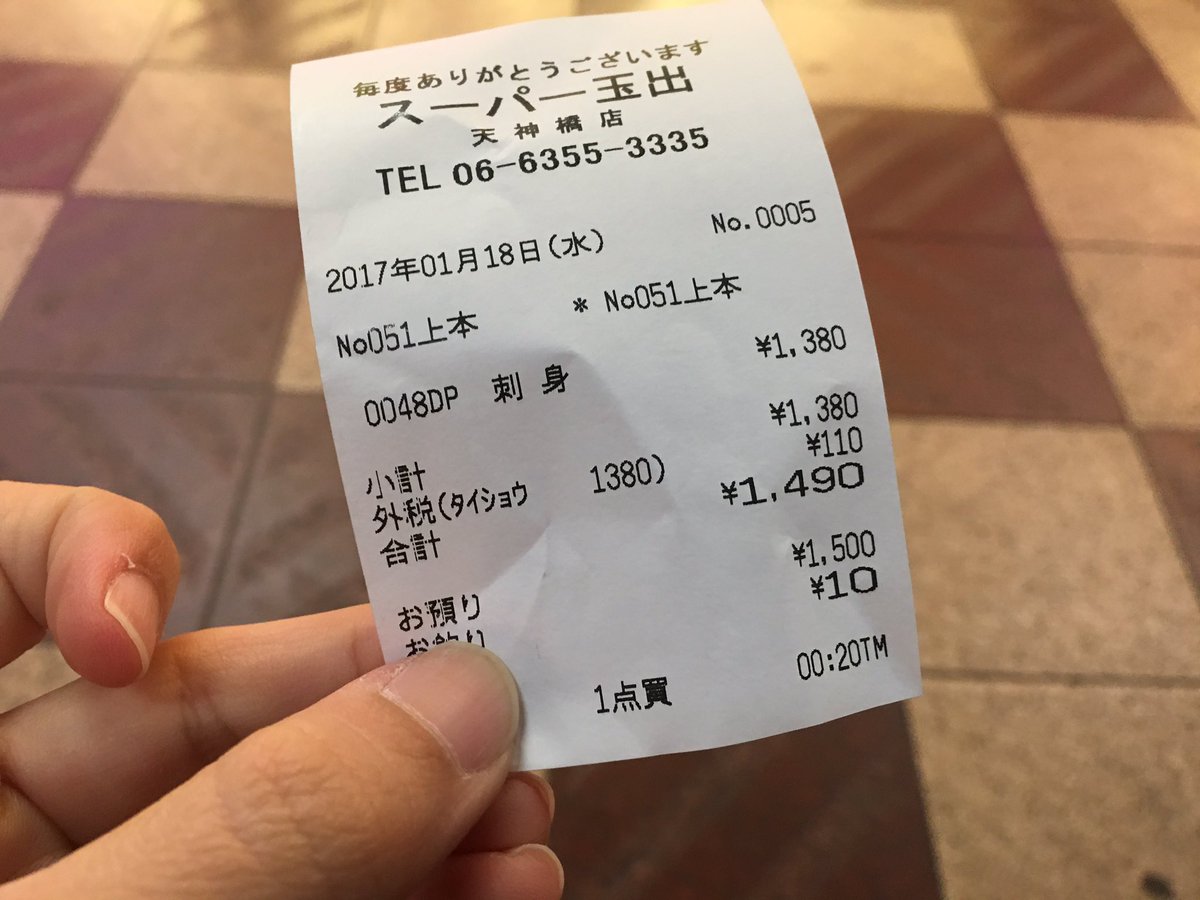 毎度ありがとうございます
スーパー玉出
天神橋店
TEL 06-6355-3335
2017年01月18日(水) No.0005
No051上本 * No051上本
0048DP 刺 身 ¥1,380
小計 ¥1,380
外税(タイショウ 1380) ¥110
合計 ¥1,490
お預り ¥1,500
お釣り ¥10
1点買 00:20TM